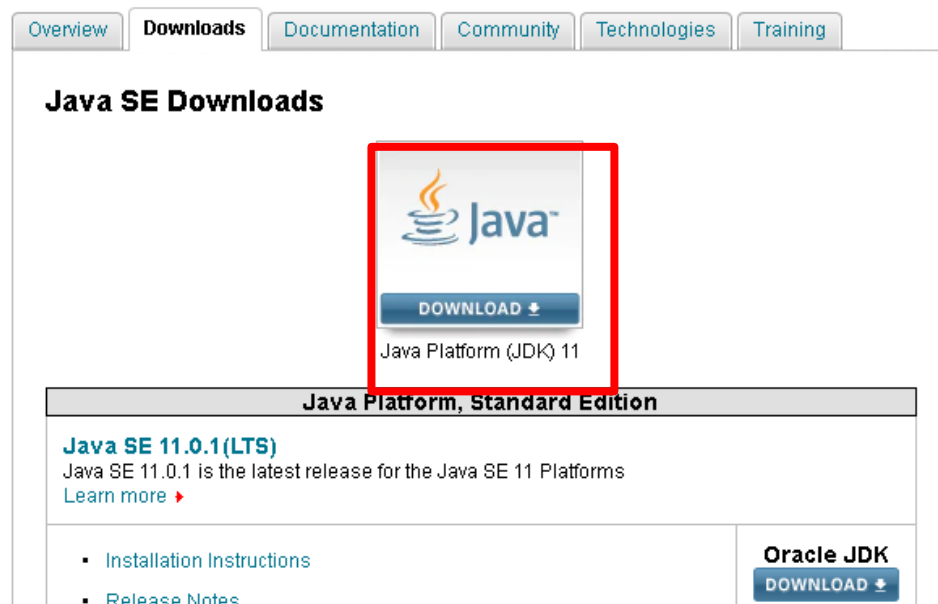 Overview Downloads Documentation Community Technologies Training
Java SE Downloads
Java™
DOWNLOAD
Java Platform (JDK) 11
Java Platform, Standard Edition
Java SE 11.0.1(LTS)
Java SE 11.0.1 is the latest release for the Java SE 11 Platforms
Learn more
Installation Instructions
Release Notes
Oracle JDK
DOWNLOAD